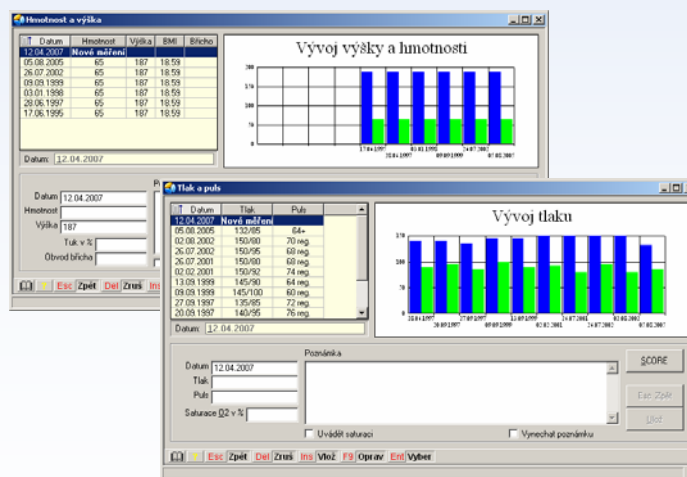 Hmotnost a výška
Datum Hmotnost Výška BMI Břicho
12.04.2007 Nové měření
05.08.2005 65 187 18.59
26.07.2002 65 187 18.59
09.09.1999 65 187 18.59
03.01.1998 65 187 18.59
28.06.1997 65 187 18.59
17.06.1995 65 187 18.59
Datum: 12.04.2007
Vývoj výšky a hmotnosti
Datum 12.04.2007
Hmotnost
Výška 187
Tuk v %
Obvod břicha
Esc Zpět Del Zruš Ins
Tlak a puls
Datum Tlak Puls
12.04.2007 Nové měření
05.08.2005 132/85 64+
02.08.2002 150/80 70 reg.
26.07.2002 150/95 68 reg.
26.07.2001 150/80 68 reg.
02.02.2001 150/92 74 reg.
13.09.1999 145/90 64 reg.
09.09.1999 145/100 60 reg.
27.09.1997 135/85 72 reg.
20.09.1997 140/95 76 reg.
Datum: 12.04.2007
Vývoj tlaku
Datum 12.04.2007
Tlak
Puls
Saturace O2 v %
Poznámka
Uvádět saturaci
Vynechat poznámku
SCORE
Esc: Zpět
Ulož
Esc Zpět Del Zruš Ins Vlož F9 Oprav Ent Vyber